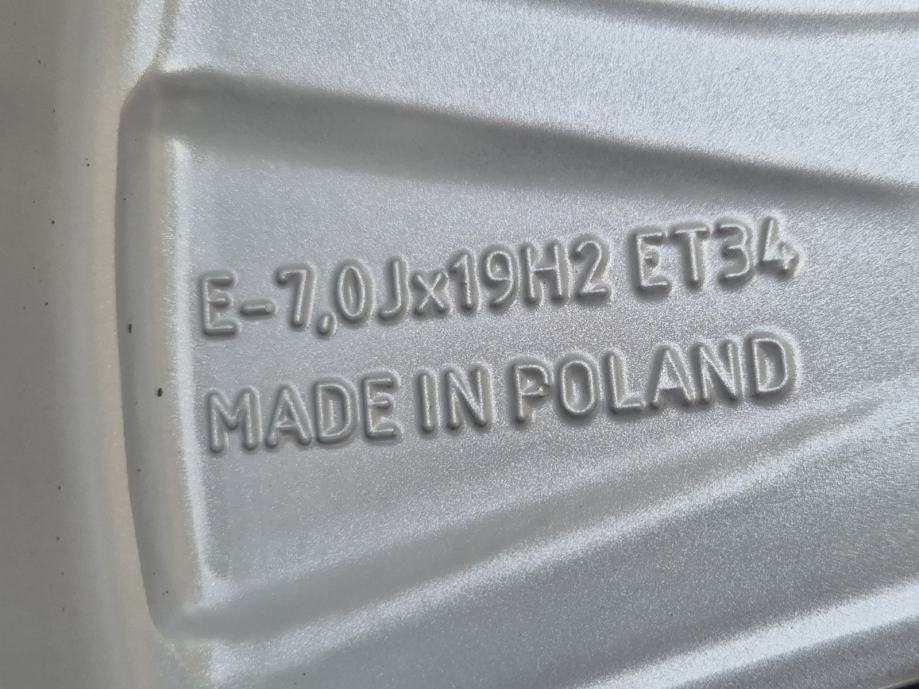 E-7,0Jx19H2 ET34
MADE IN POLAND